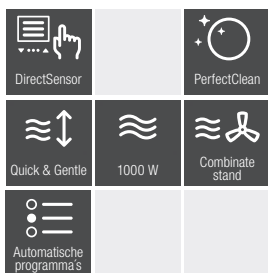 DirectSensor
PerfectClean
Quick & Gentle
1000 W
Combinate
stand
Automatische
programma's